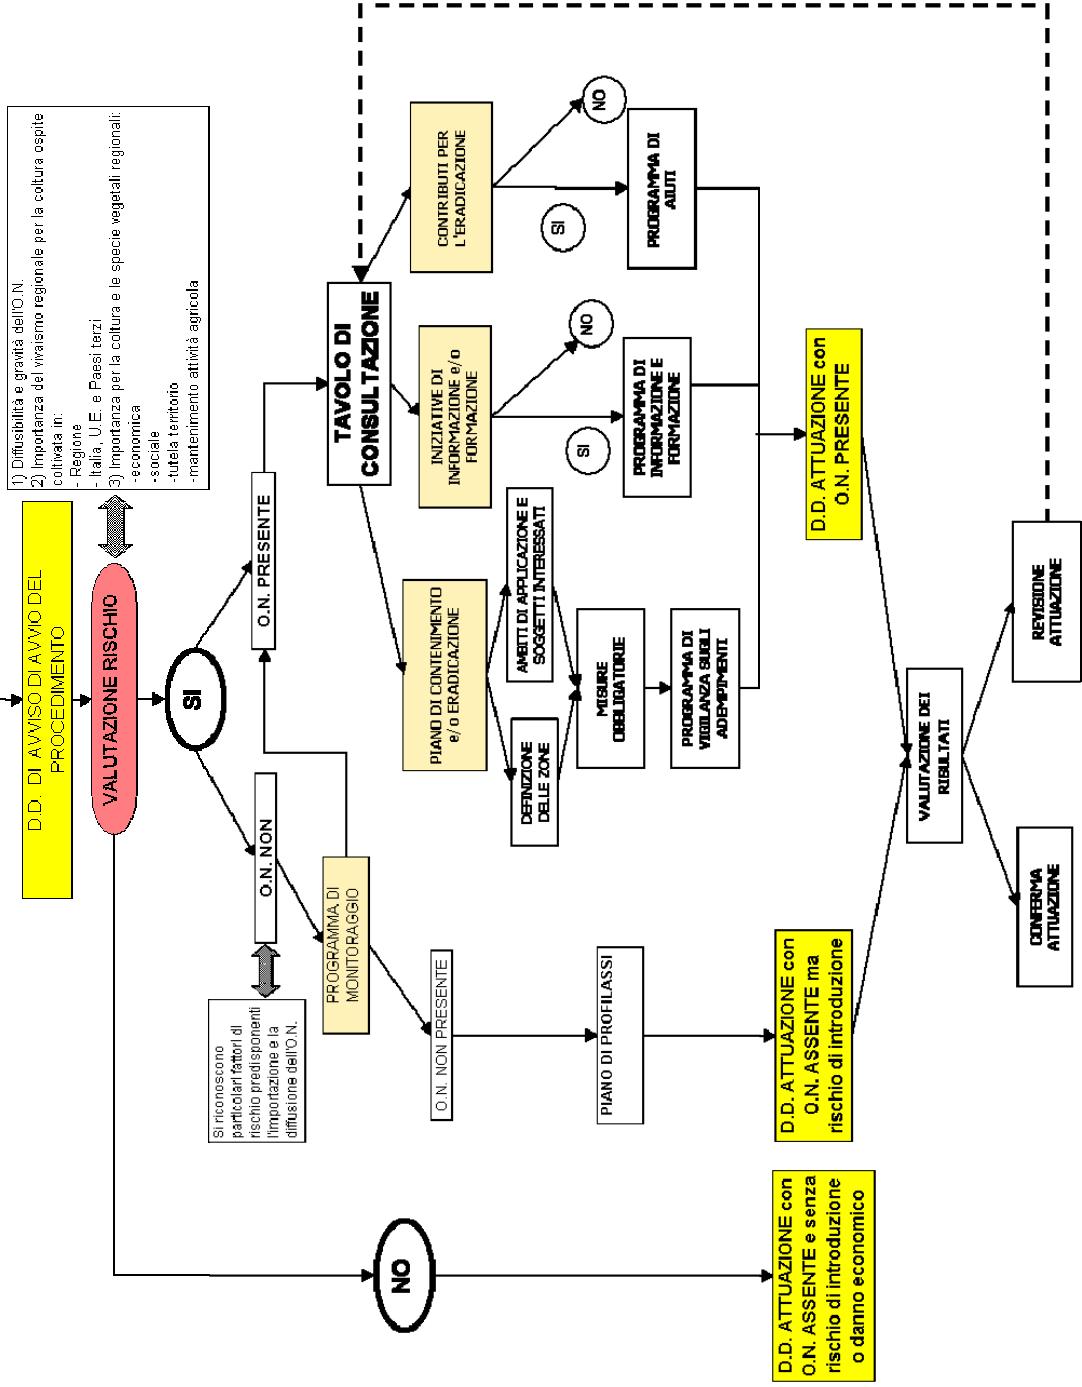 D.D. DI AVVISO DI AVVIO DEL
PROCEDIMENTO
VALUTAZIONE RISCHIO
1) Diffusibilità e gravità dell'O.N.
2) Importanza del vivaismo regionale per la coltura ospite
coltivata in:
- Regione
- Italia, U.E. e Paesi terzi
3) Importanza per la coltura e le specie vegetali regionali:
-economica
-sociale
-tutela territorio
-mantenimento attività agricola
SI
NO
O.N. NON
O.N. PRESENTE
Si riconoscono
particolari fattori di
rischio predisponenti
l'importazione e la
diffusione dell'O.N.
PROGRAMMA DI
MONITORAGGIO
TAVOLO DI
CONSULTAZIONE
O.N. NON PRESENTE
PIANO DI CONTENIMENTO
e/o ERADICAZIONE
INIZIATIVE DI
INFORMAZIONE e/o
FORMAZIONE
CONTRIBUTI PER
L'ERADICAZIONE
DEFINIZIONE
DELLE ZONE
AMBITI DI APPLICAZIONE E
SOGGETTI INTERESSATI
SI
NO
SI
NO
PIANO DI PROFILASSI
MISURE
OBBLIGATORIE
PROGRAMMA DI
INFORMAZIONE E
FORMAZIONE
PROGRAMMA DI
AIUTI
PROGRAMMA DI
VIGILANZA SUGLI
ADEMPIMENTI
D.D. ATTUAZIONE con
O.N. ASSENTE e senza
rischio di introduzione
o danno economico
D.D. ATTUAZIONE con
O.N. ASSENTE ma
rischio di introduzione
D.D. ATTUAZIONE con
O.N. PRESENTE
VALUTAZIONE DEI
RISULTATI
CONFERMA
ATTUAZIONE
REVISIONE
ATTUAZIONE